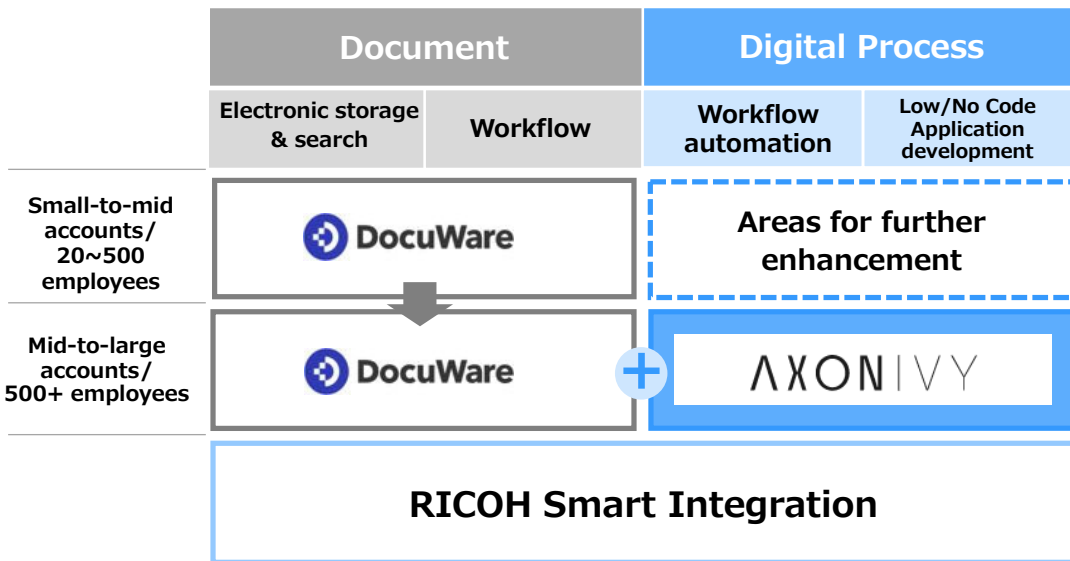 Document
Digital Process
Electronic storage
& search
Workflow
Workflow
automation
Low/No Code
Application
development
Small-to-mid
accounts/
20~500
employees
DocuWare
Areas for further
enhancement
Mid-to-large
accounts/
500+ employees
DocuWare
+
AXONIVY
RICOH Smart Integration